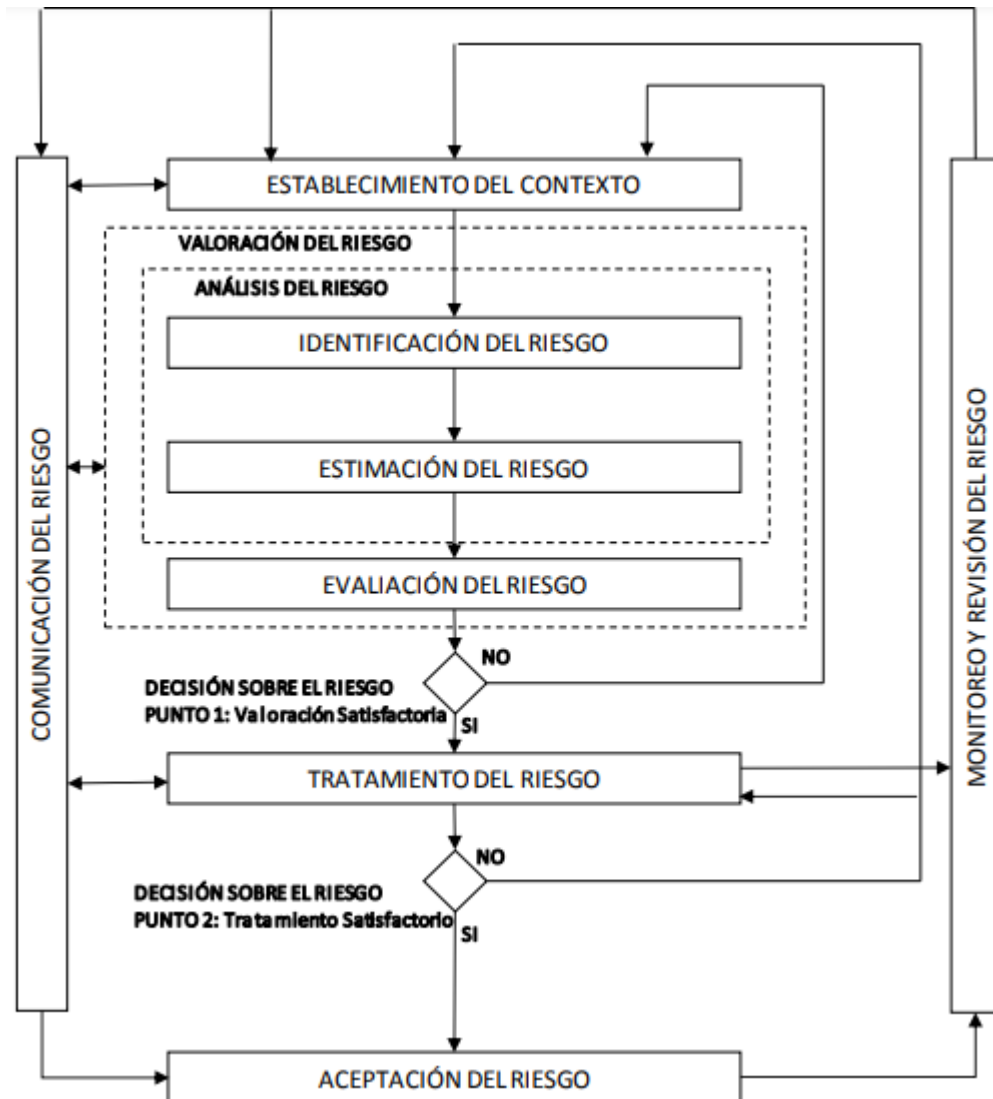 ESTABLECIMIENTO DEL CONTEXTO
VALORACIÓN DEL RIESGO
ANÁLISIS DEL RIESGO
IDENTIFICACIÓN DEL RIESGO
ESTIMACIÓN DEL RIESGO
EVALIACIÓN DEL RIESGO
NO
DECISIÓN SOBRE EL RIESGO
PUNTO 1: Valoración Satisfactoria
SI
TRATAMIENTO DEL RIESGO
NO
DECISIÓN SOBRE EL RIESGO
PUNTO 2: Tratamiento Satisfactorio
SI
ACEPTACIÓN DEL RIESGO
COMUNICACIÓN DEL RIESGO
MONITOREO Y REVISIÓN DEL RIESGO